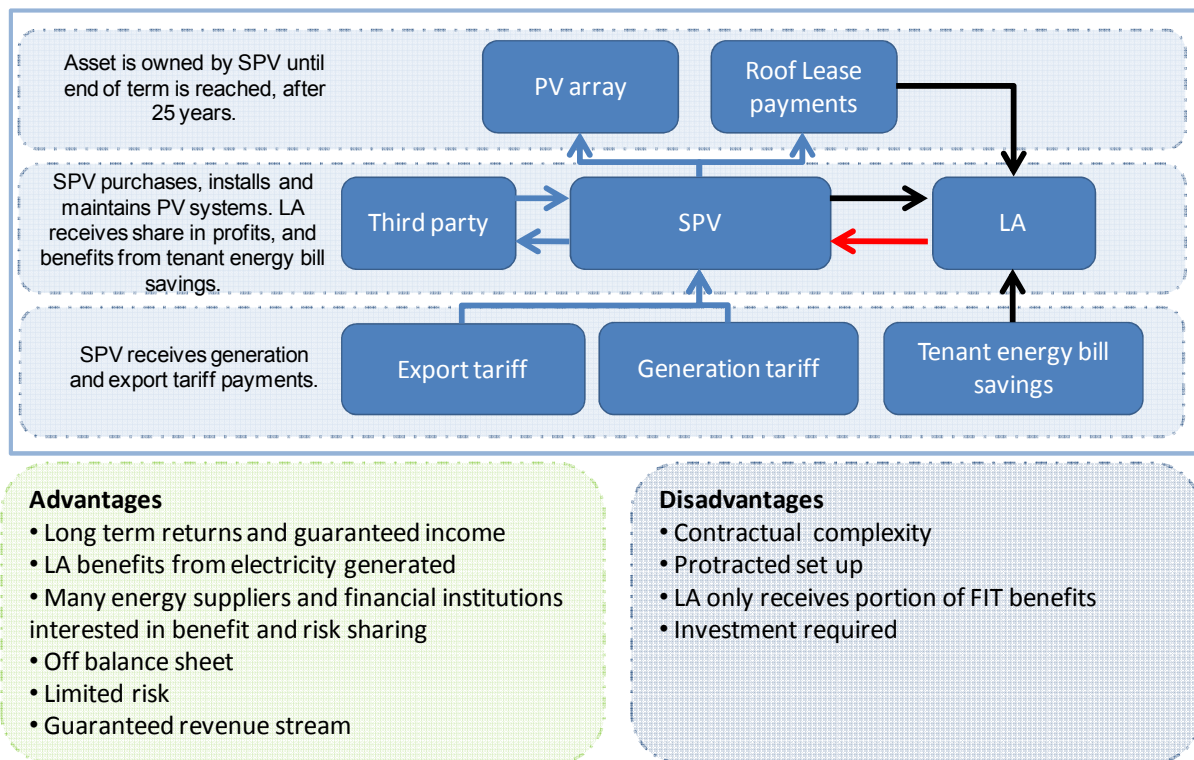 Asset is owned by SPV until
end of term is reached, after
25 years.
PV array
Roof Lease
payments
SPV purchases, installs and
maintains PV systems. LA
receives share in profits, and
benefits from tenant energy bill
savings.
Third party
SPV
LA
SPV receives generation
and export tariff payments.
Export tariff
Generation tariff
Tenant energy bill
savings
Advantages
• Long term returns and guaranteed income
• LA benefits from electricity generated
• Many energy suppliers and financial institutions
interested in benefit and risk sharing
• Off balance sheet
• Limited risk
• Guaranteed revenue stream
Disadvantages
• Contractual complexity
• Protracted set up
• LA only receives portion of FIT benefits
• Investment required